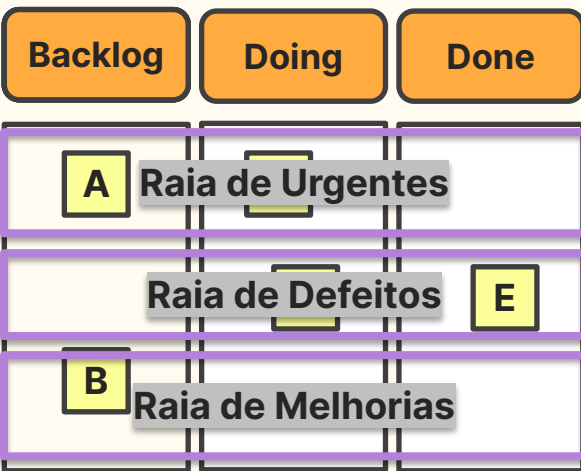 Backlog
Doing
Done
A
Raia de Urgentes
Raia de Defeitos
E
B
Raia de Melhorias